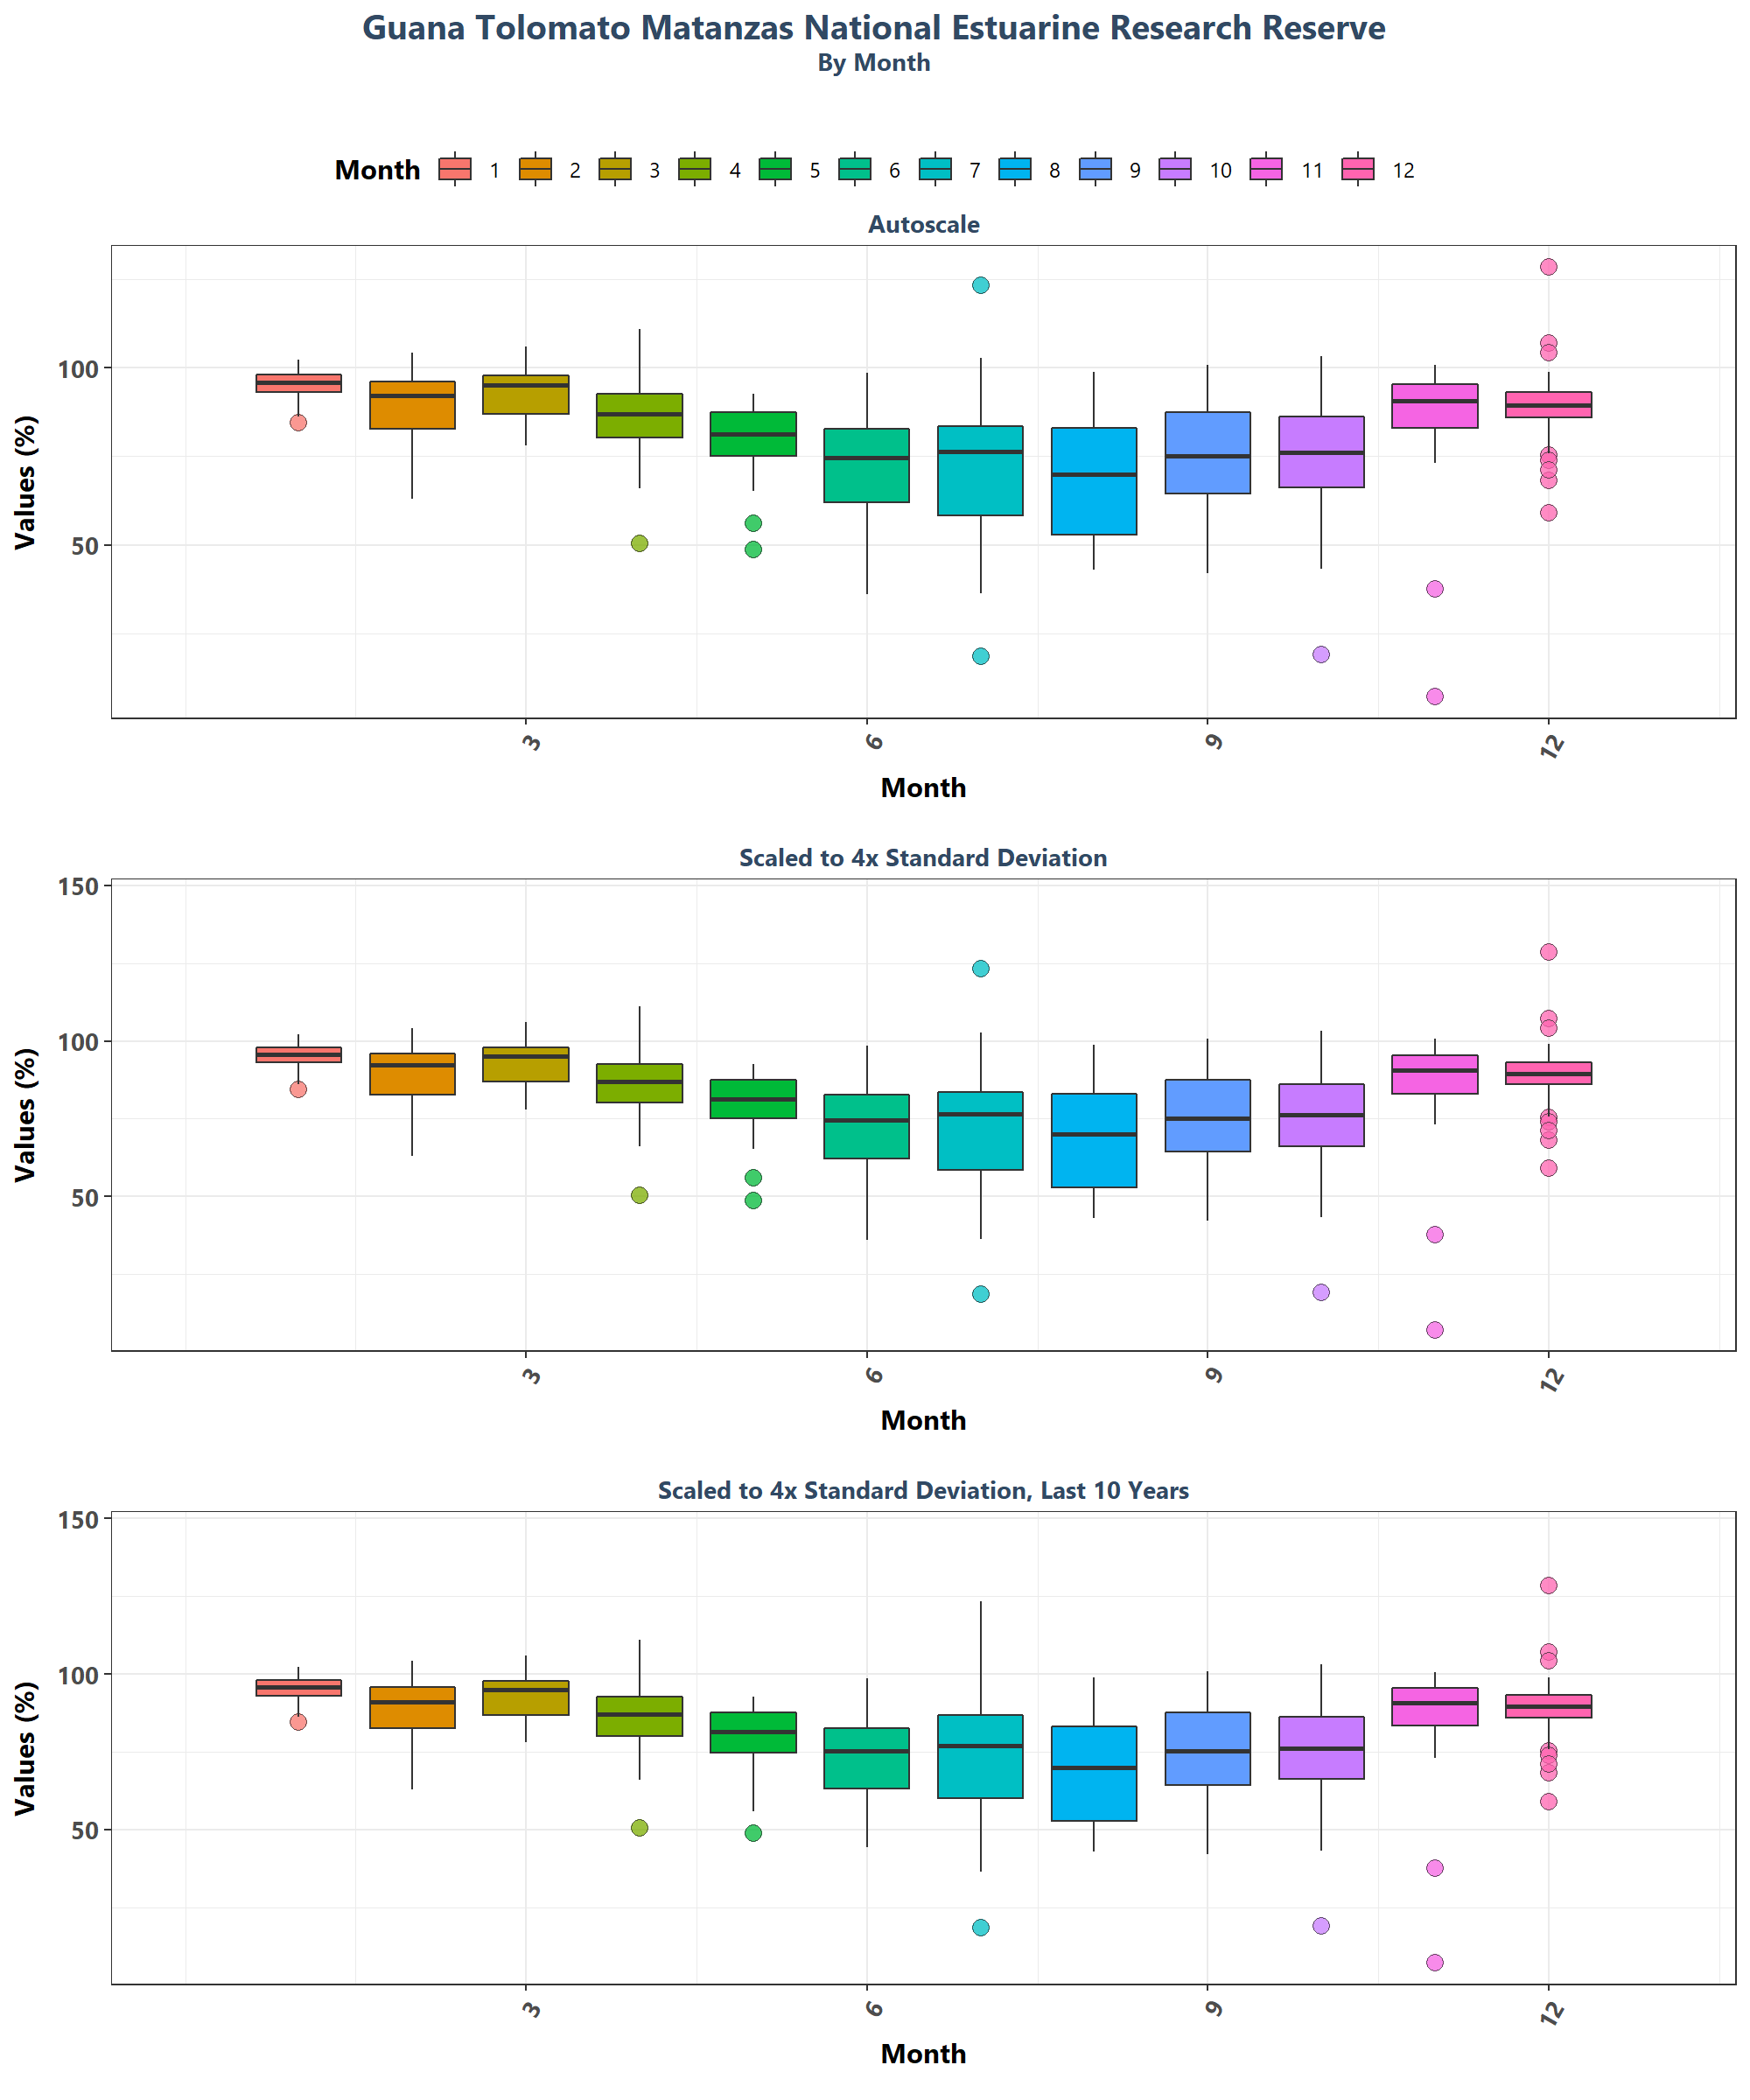 Guana Tolomato Matanzas National Estuarine Research Reserve
By Month
Month 1 2 3 4 5 6 7 8 9 10 11 12
Autoscale
Values (%)
100
50
3 6 9 12
Month
Scaled to 4x Standard Deviation
Values (%)
150
100
50
3 6 9 12
Month
Scaled to 4x Standard Deviation, Last 10 Years
Values (%)
150
100
50
3 6 9 12
Month